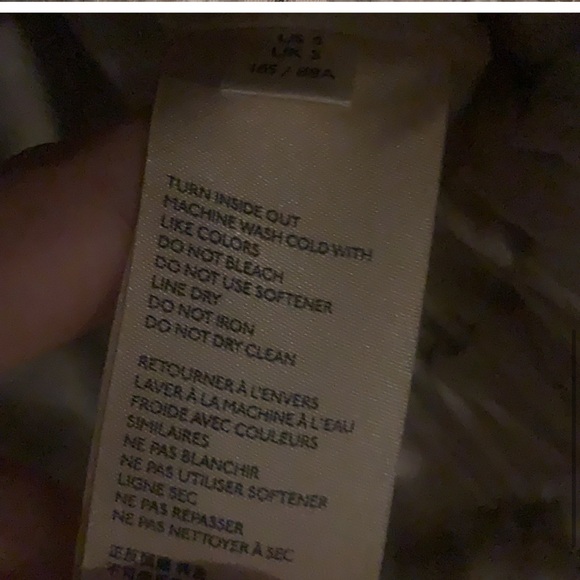 US S
UK S
TURN INSIDE OUT
MACHINE WASH COLD WITH
LIKE COLORS
DO NOT BLEACH
DO NOT USE SOFTENER
LINE DRY
DO NOT IRON
DO NOT DRY CLEAN
RETOURNER À L'ENVERS
LAVER À LA MACHINE À L'EAU
FROIDE AVEC COULEURS
SIMILAIRES
NE PAS BLANCHIR
NE PAS UTILISER SOFTENER
LIGNE SEC
NE PAS REPASSER
NE PAS NETTOYER À SEC